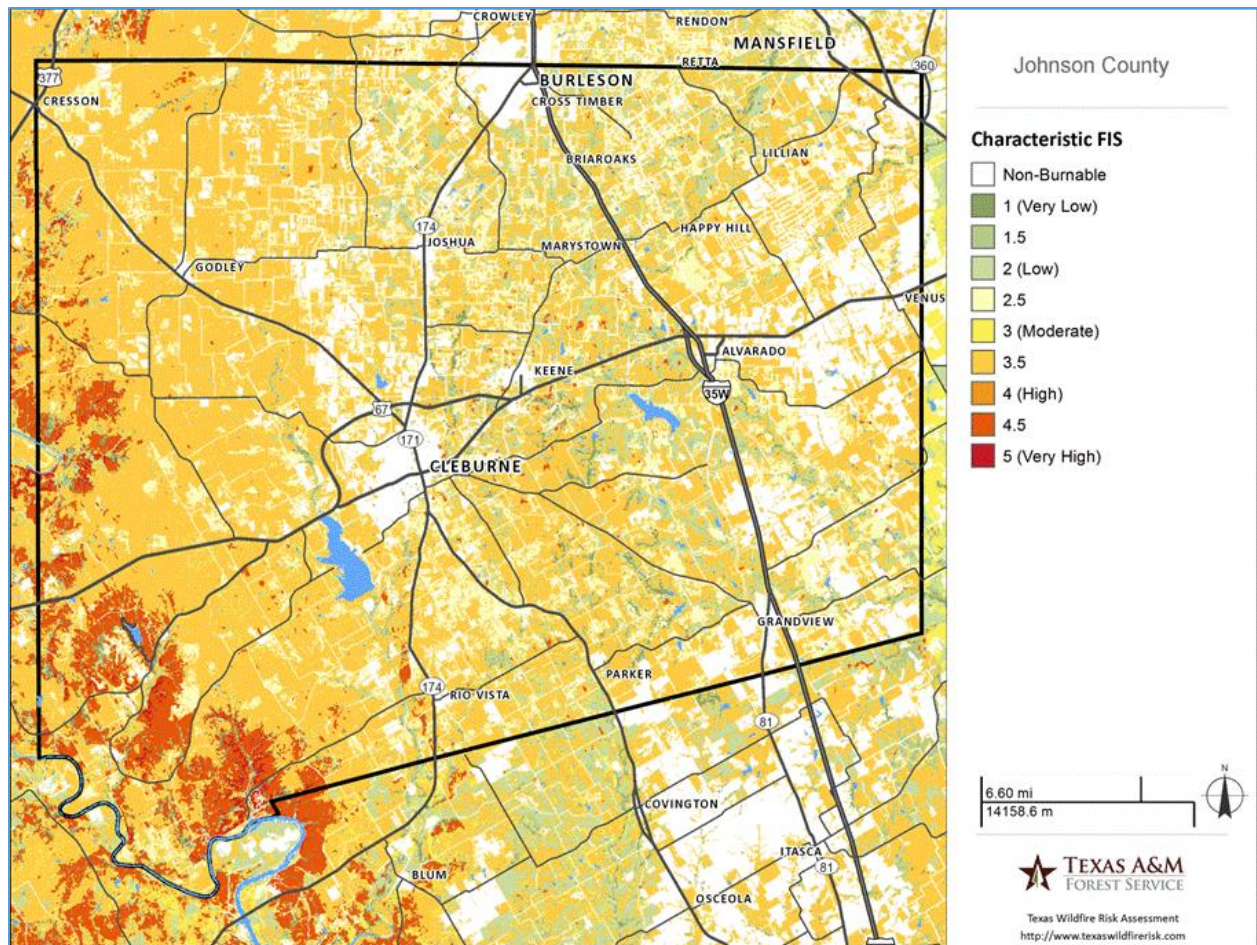 CROWLEY
RENDON
MANSFIELD
RETTA
360
377
BURLESON
CRESSON
CROSS TIMBER
BRIAROAKS
LILLIAN
174
HAPPY HILL
JOSHUA
MARYSTOWN
GODLEY
VENUS
ALVARADO
KEENE
35W
67
171
CLEBURNE
GRANDVIEW
PARKER
174
RIO VISTA
81
COVINGTON
ITASCA
81
BLUM
OSCEOLA
Johnson County
Characteristic FIS
Non-Burnable
1 (Very Low)
1.5
2 (Low)
2.5
3 (Moderate)
3.5
4 (High)
4.5
5 (Very High)
N
6.60 mi
14158.6 m
TEXAS A&M
FOREST SERVICE
Texas Wildfire Risk Assessment
http://www.texaswildfirerisk.com